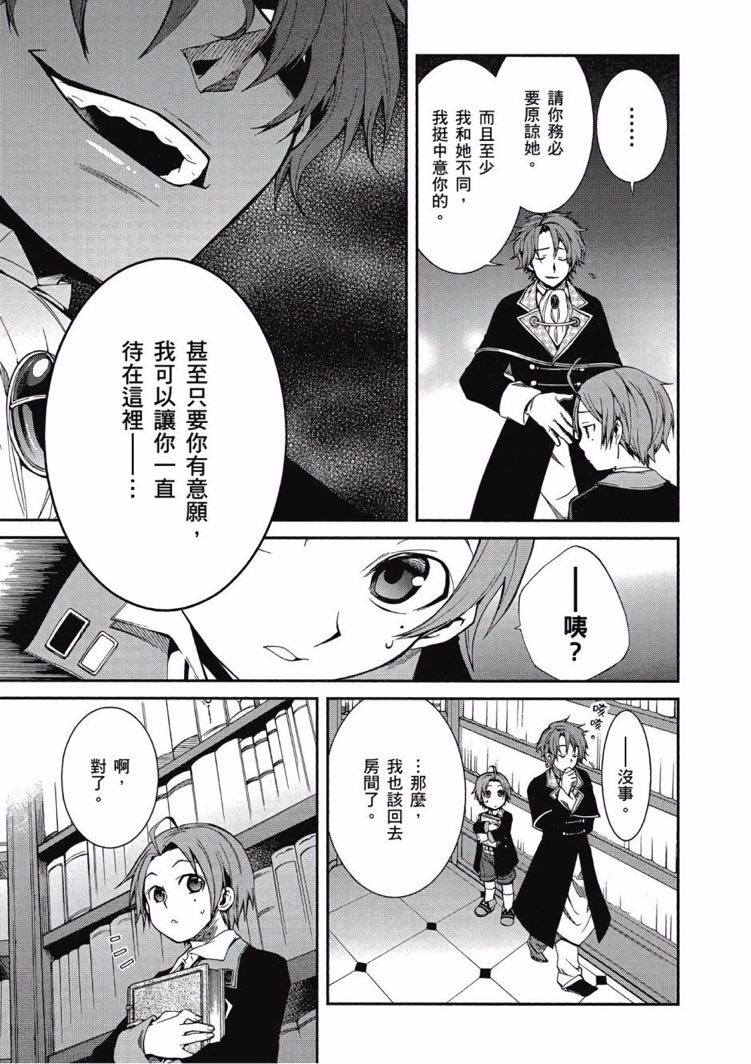 ……
請你務必
要原諒她。
而且至少
我和她不同，
我挺中意你的。
甚至只要你有意願，
我可以讓你一直
待在這裡——…
——咦？
咳咳。
——沒事。
…那麼，
我也該回去
房間了。
啊，
對了。